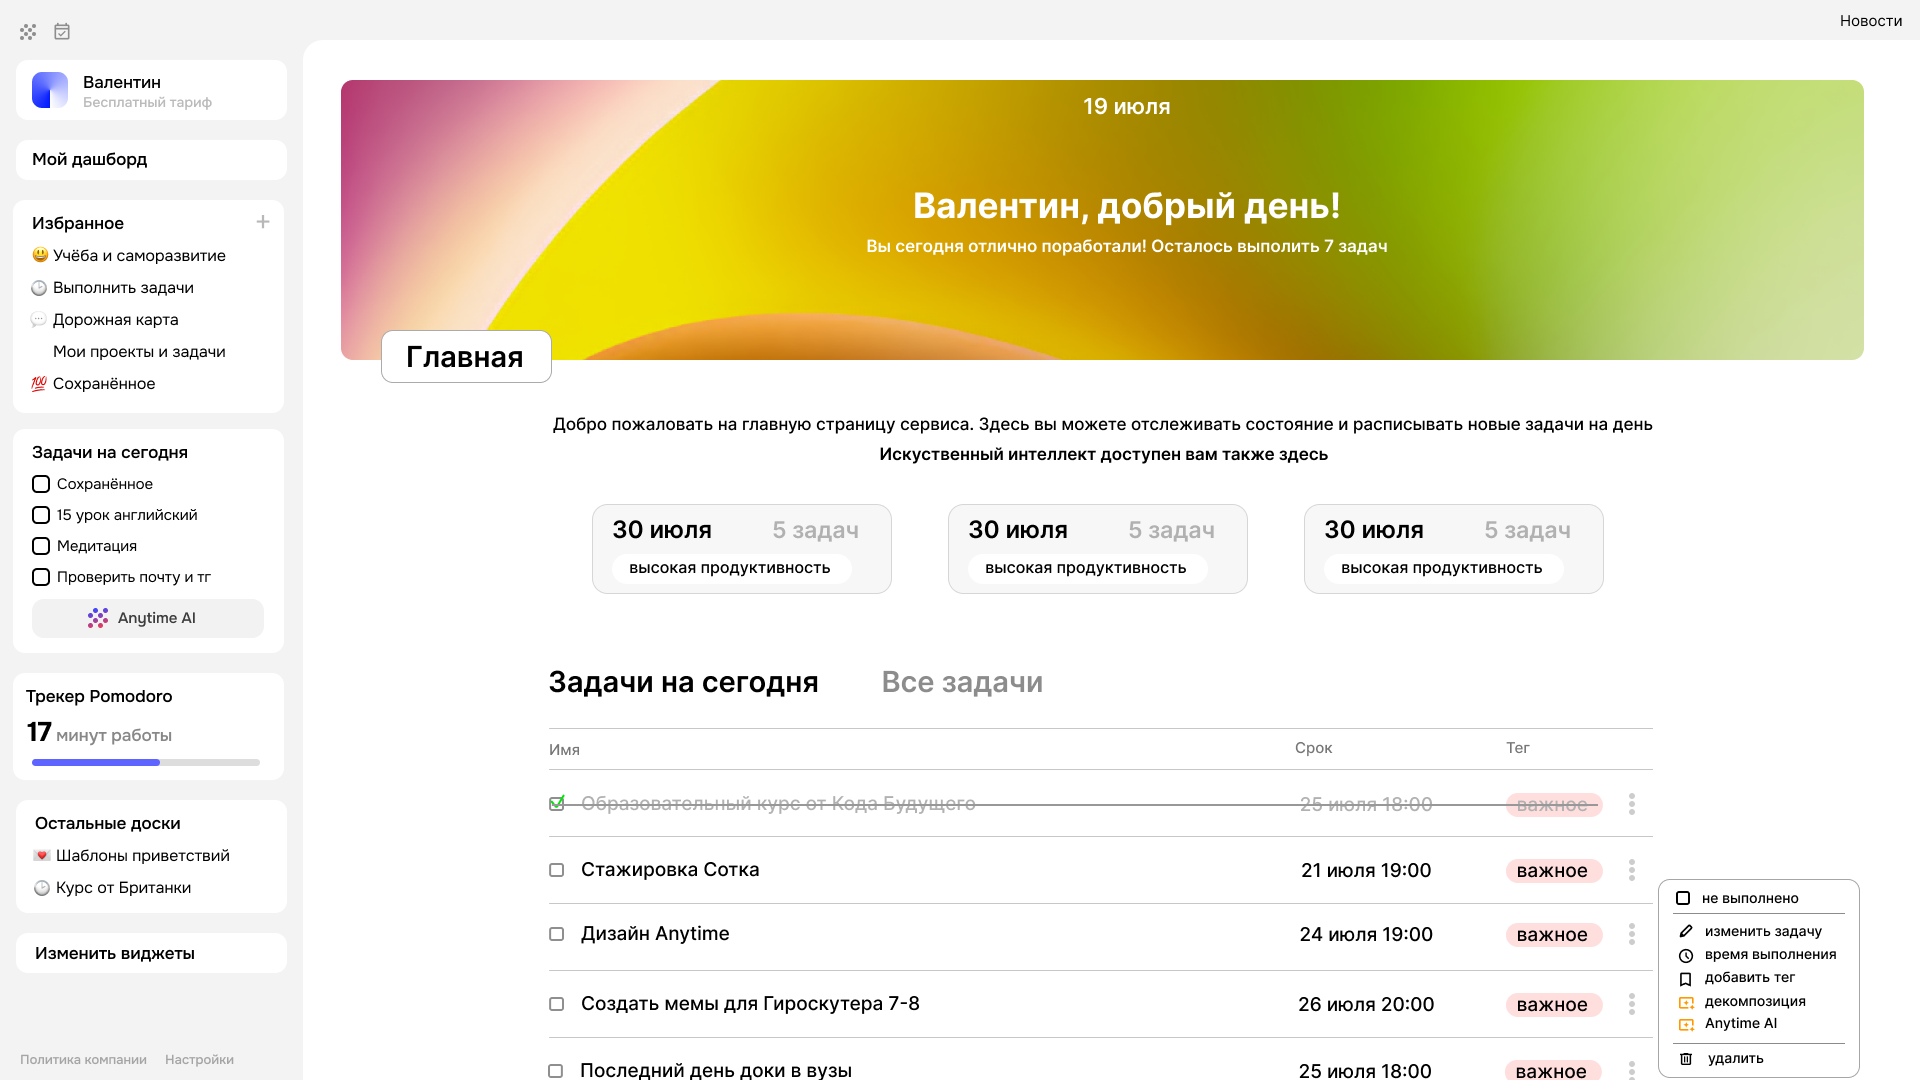 Новости
Валентин
Бесплатный тариф
Мой дашборд
Избранное
Учёба и саморазвитие
Выполнить задачи
Дорожная карта
Мои проекты и задачи
💯 Сохранённое
Задачи на сегодня
Сохранённое
15 урок английский
Медитация
Проверить почту и тг
Anytime AI
Трекер Pomodoro
17 минут работы
Остальные доски
Шаблоны приветствий
Курс от Британки
Изменить виджеты
Политика компании Настройки
19 июля
Валентин, добрый день!
Вы сегодня отлично поработали! Осталось выполить 7 задач
Главная
Добро пожаловать на главную страницу сервиса. Здесь вы можете отслеживать состояние и расписывать новые задачи на день
Искуственный интеллект доступен вам также здесь
30 июля 5 задач
высокая продуктивность
30 июля 5 задач
высокая продуктивность
30 июля 5 задач
высокая продуктивность
Задачи на сегодня Все задачи
Имя Срок Тег
Образовательный курс от Кода Будущего 25 июля 18:00 важное
Стажировка Сотка 21 июля 19:00 важное
Дизайн Anytime 24 июля 19:00 важное
Создать мемы для Гироскутера 7-8 26 июля 20:00 важное
Последний день доки в вузы 25 июля 18:00 важное
не выполнено
изменить задачу
время выполнения
добавить тег
декомпозиция
Anytime AI
удалить